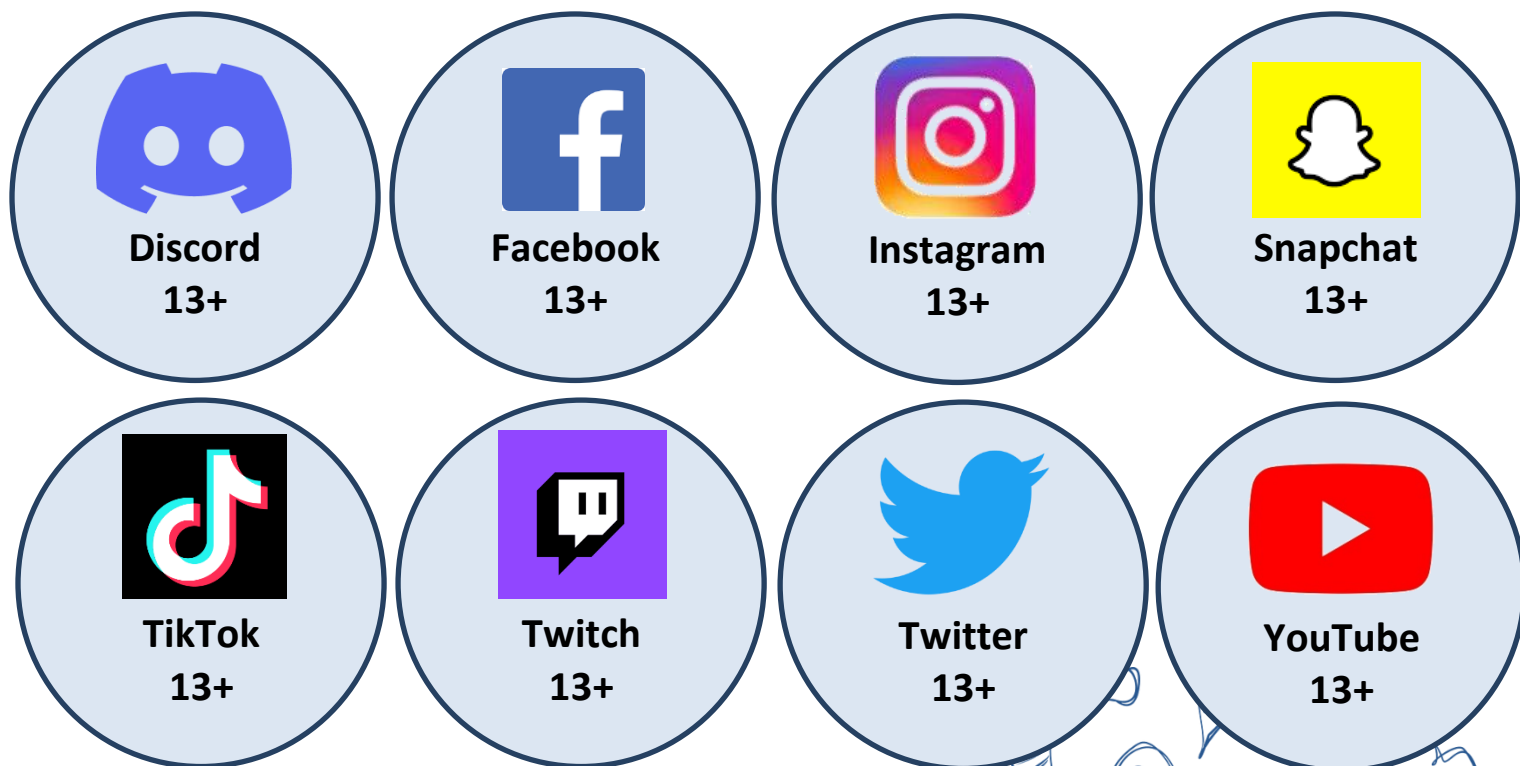 Discord
13+
Facebook
13+
Instagram
13+
Snapchat
13+
TikTok
13+
Twitch
13+
Twitter
13+
YouTube
13+